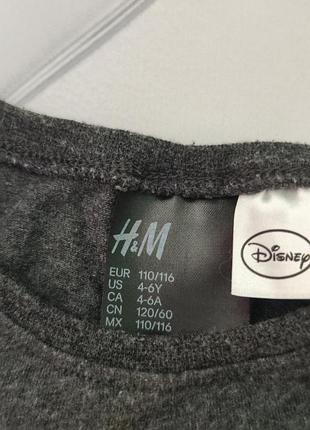 H&M
EUR 110/116
US 4-6Y
CA 4-6A
CN 120/60
MX 110/116
Disney